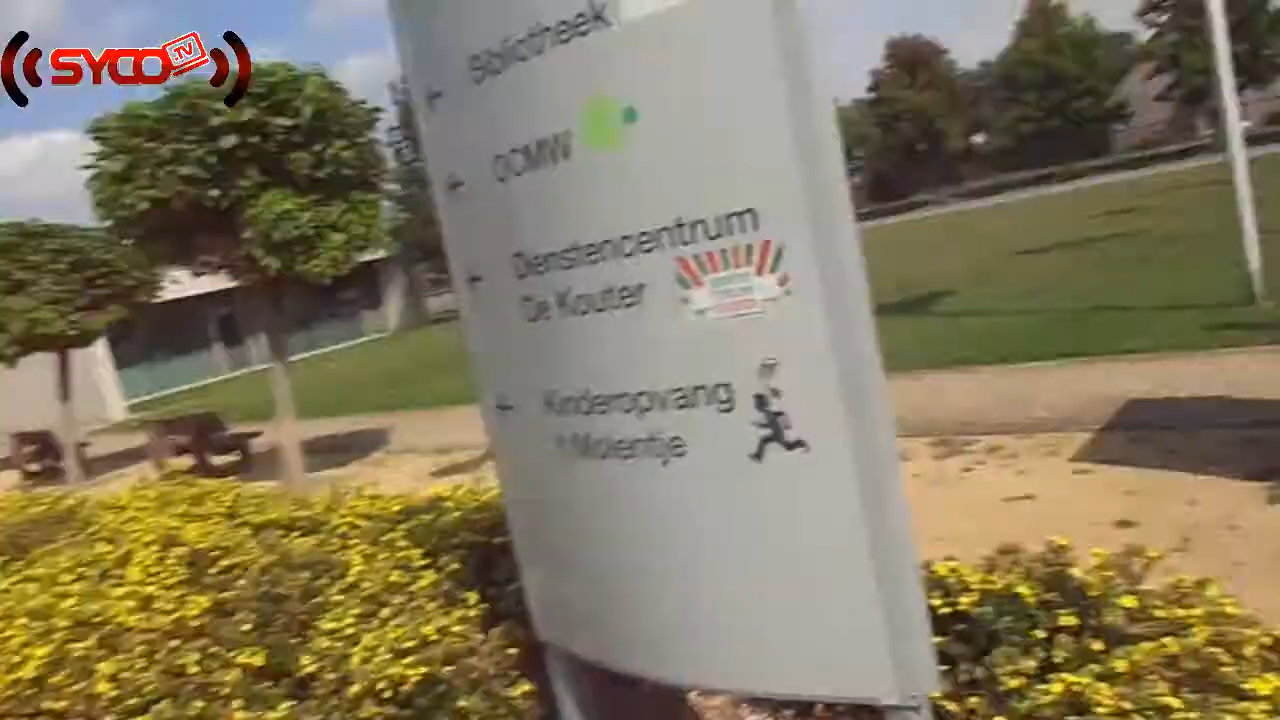 SYCO.TV
Bibliotheek
OCMW
Dienstencentrum
De Kouter
Kinderopvang
't Molentje